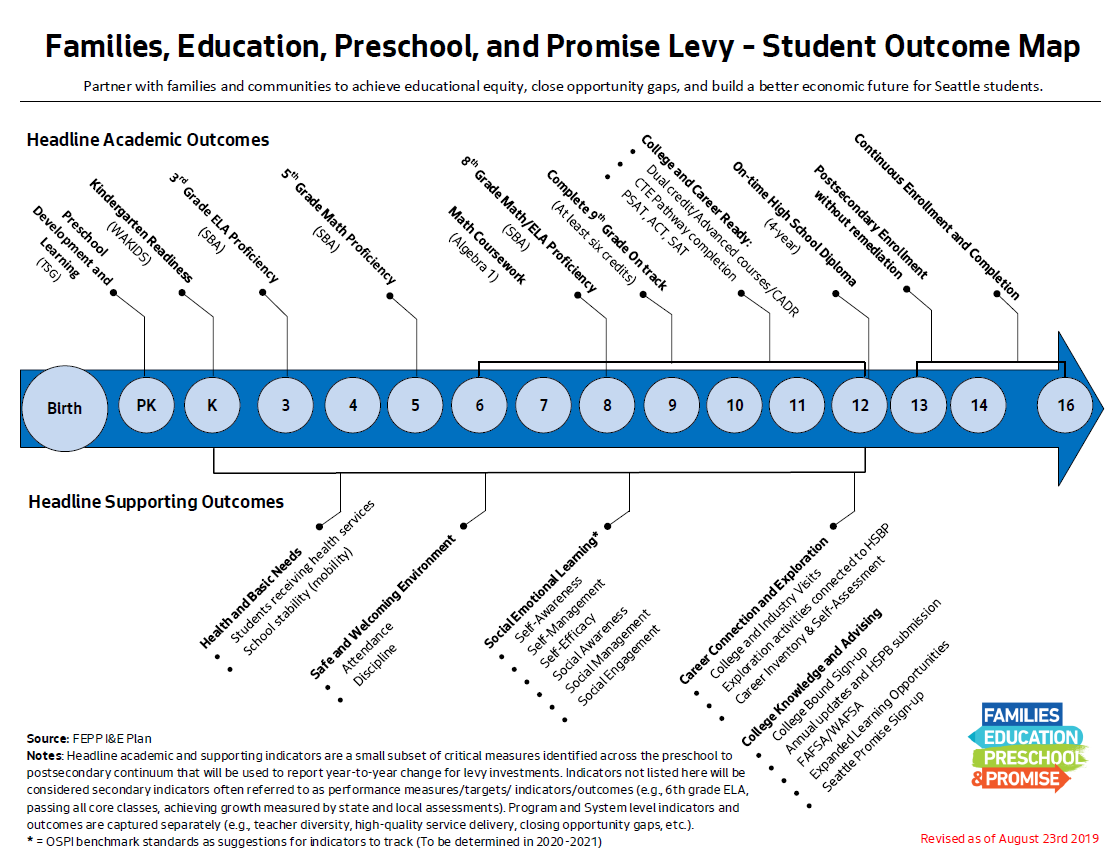 Families, Education, Preschool, and Promise Levy – Student Outcome Map
Partner with families and communities to achieve educational equity, close opportunity gaps, and build a better economic future for Seattle students.
Headline Academic Outcomes
Preschool
Development and
Learning
(TSG)
Kindergarten Readiness
(WAKIDS)
3rd Grade ELA Proficiency
(SBA)
5th Grade Math Proficiency
(SBA)
8th Grade Math/ELA Proficiency
(SBA)
Math Coursework
(Algebra 1)
Complete 9th Grade On track
(At least six credits)
College and Career Ready:
• Dual credit/Advanced courses/CADR
• CTE Pathway completion
• PSAT, ACT, SAT
On-time High School Diploma
(4-year)
Postsecondary Enrollment
without remediation
Continuous Enrollment and Completion
Birth
PK
K
3
4
5
6
7
8
9
10
11
12
13
14
16
Headline Supporting Outcomes
Health and Basic Needs
• Students receiving health services
• School stability (mobility)
Safe and Welcoming Environment
• Attendance
• Discipline
Social Emotional Learning*
• Self-Awareness
• Self-Management
• Self-Efficacy
• Social Awareness
• Social Management
• Social Engagement
Career Connection and Exploration
• College and Industry Visits
• Exploration activities connected to HSBP
• Career Inventory & Self-Assessment
College Knowledge and Advising
• College Bound Sign-up
• Annual updates and HSPB submission
• FAFSA/WAFSA
• Expanded Learning Opportunities
• Seattle Promise Sign-up
Source: FEPP I&E Plan
Notes: Headline academic and supporting indicators are a small subset of critical measures identified across the preschool to
postsecondary continuum that will be used to report year-to-year change for levy investments. Indicators not listed here will be
considered secondary indicators often referred to as performance measures/targets/ indicators/outcomes (e.g., 6th grade ELA,
passing all core classes, achieving growth measured by state and local assessments). Program and System level indicators and
outcomes are captured separately (e.g., teacher diversity, high-quality service delivery, closing opportunity gaps, etc.).
* = OSPI benchmark standards as suggestions for indicators to track (To be determined in 2020-2021)
FAMILIES
EDUCATION
PRESCHOOL
& PROMISE
Revised as of August 23rd 2019